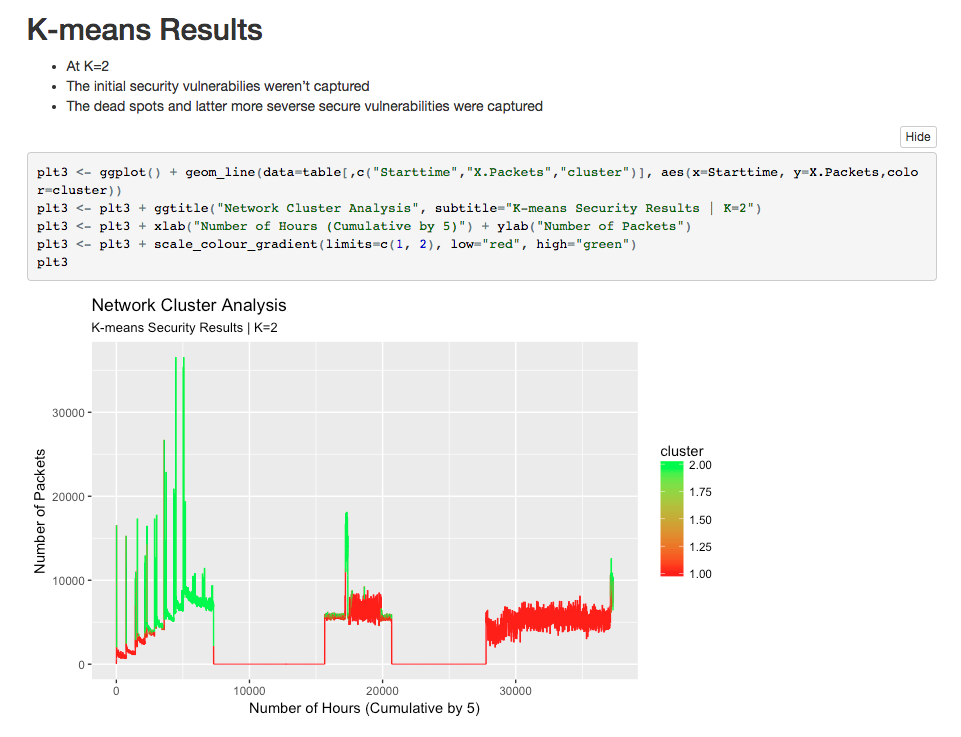 K-means Results
At K=2
The initial security vulnerabilies weren't captured
The dead spots and latter more severse secure vulnerabilities were captured
Hide
plt3 <- ggplot() + geom_line(data=table[,c("Starttime","X.Packets","cluster")], aes(x=Starttime, y=X.Packets,colo
r=cluster))
plt3 <- plt3 + ggtitle("Network Cluster Analysis", subtitle="K-means Security Results | K=2")
plt3 <- plt3 + xlab("Number of Hours (Cumulative by 5)") + ylab("Number of Packets")
plt3 <- plt3 + scale_colour_gradient(limits=c(1, 2), low="red", high="green")
plt3
Network Cluster Analysis
K-means Security Results | K=2
30000
20000
10000
0
Number of Packets
0 10000 20000 30000
Number of Hours (Cumulative by 5)
cluster
2.00
1.75
1.50
1.25
1.00